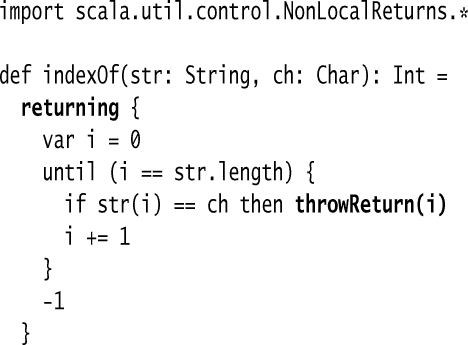 import scala.util.control.NonLocalReturns.*
def indexOf(str: String, ch: Char): Int =
returning {
var i = 0
until (i == str.length) {
if str(i) == ch then throwReturn(i)
i += 1
}
-1
}